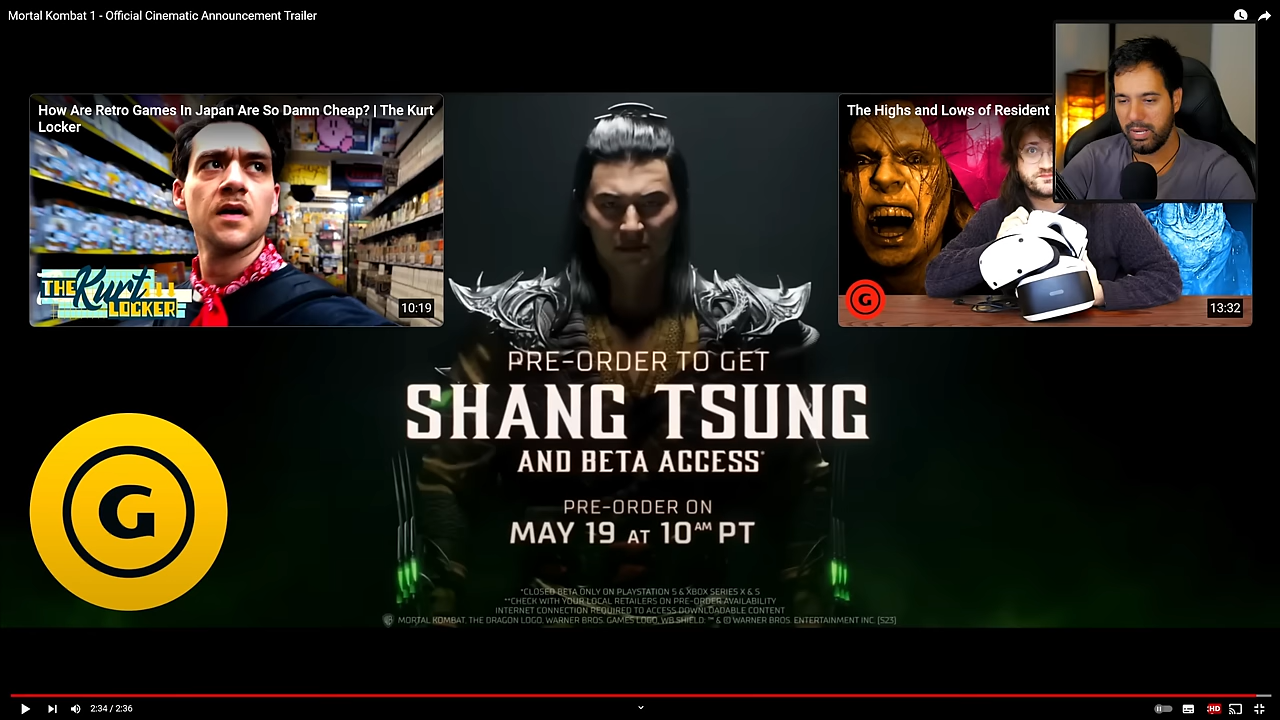 Mortal Kombat 1 - Official Cinematic Announcement Trailer
How Are Retro Games In Japan Are So Damn Cheap? | The Kurt
Locker
THE Kurt
LOCKER
10:19
The Highs and Lows of Resident
G
13:32
PRE-ORDER TO GET
SHANG TSUNG
AND BETA ACCESS*
PRE-ORDER ON
MAY 19 AT 10AM PT
G
*CLOSED BETA ONLY ON PLAYSTATION 5 & XBOX SERIES X & S
**CHECK WITH YOUR LOCAL RETAILERS ON PRE-ORDER AVAILABILITY
INTERNET CONNECTION REQUIRED TO ACCESS DOWNLOADABLE CONTENT
MORTAL KOMBAT, THE DRAGON LOGO, WARNER BROS. GAMES LOGO, WB SHIELD: ™ & © WARNER BROS. ENTERTAINMENT INC. (S23)
2:34 / 2:36
HD